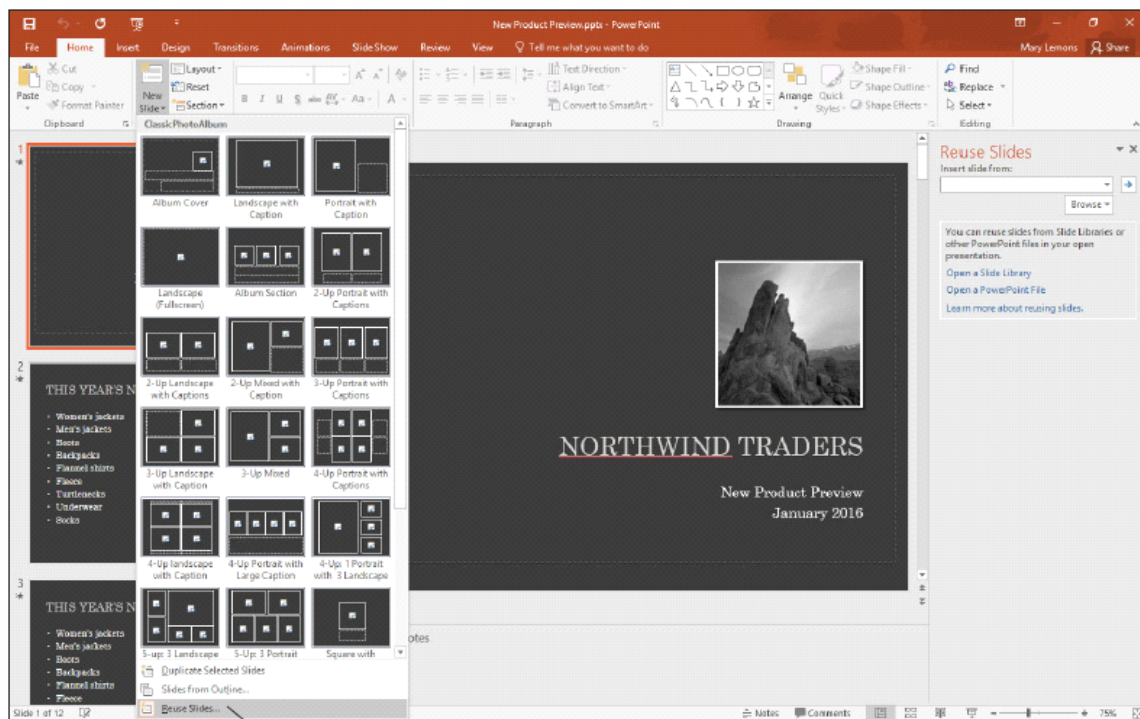 New Product Preview.pptx - PowerPoint
File Home Insert Design Transitions Animations Slide Show Review View Tell me what you want to do Mary Lemons Share
Paste
Cut
Copy
Format Painter
Clipboard
New Slide
Layout
Reset
Section
B I U S abc AV Aa A
Text Direction
Align Text
Convert to SmartArt
Paragraph
Arrange
Quick Styles
Shape Fill
Shape Outline
Shape Effects
Drawing
Find
Replace
Select
Editing
ClassicPhotoAlbum
Album Cover
Landscape with Caption
Portrait with Caption
Landscape (Fullscreen)
Album Section
2-Up Portrait with Captions
2-Up Landscape with Captions
2-Up Mixed with Caption
3-Up Portrait with Captions
3-Up Landscape with Caption
3-Up Mixed
4-Up Portrait with Captions
4-Up landscape with Caption
4-Up Portrait with Large Caption
4-Up: 1 Portrait with 3 Landscape
5-up: 3 Landscape
5-Up: 3 Portrait
Square with
Duplicate Selected Slides
Slides from Outline...
Reuse Slides...
1
2
THIS YEAR'S N
- Women's jackets
- Men's jackets
- Boots
- Backpacks
- Flannel shirts
- Fleece
- Turtlenecks
- Underwear
- Socks
3
THIS YEAR'S N
- Women's jackets
- Men's jackets
- Boots
- Backpacks
- Flannel shirts
- Fleece
NORTHWIND TRADERS
New Product Preview
January 2016
otes
Reuse Slides
Insert slide from:
Browse
You can reuse slides from Slide Libraries or
other PowerPoint files in your open
presentation.
Open a Slide Library
Open a PowerPoint File
Learn more about reusing slides.
Slide 1 of 12 Notes Comments 75%